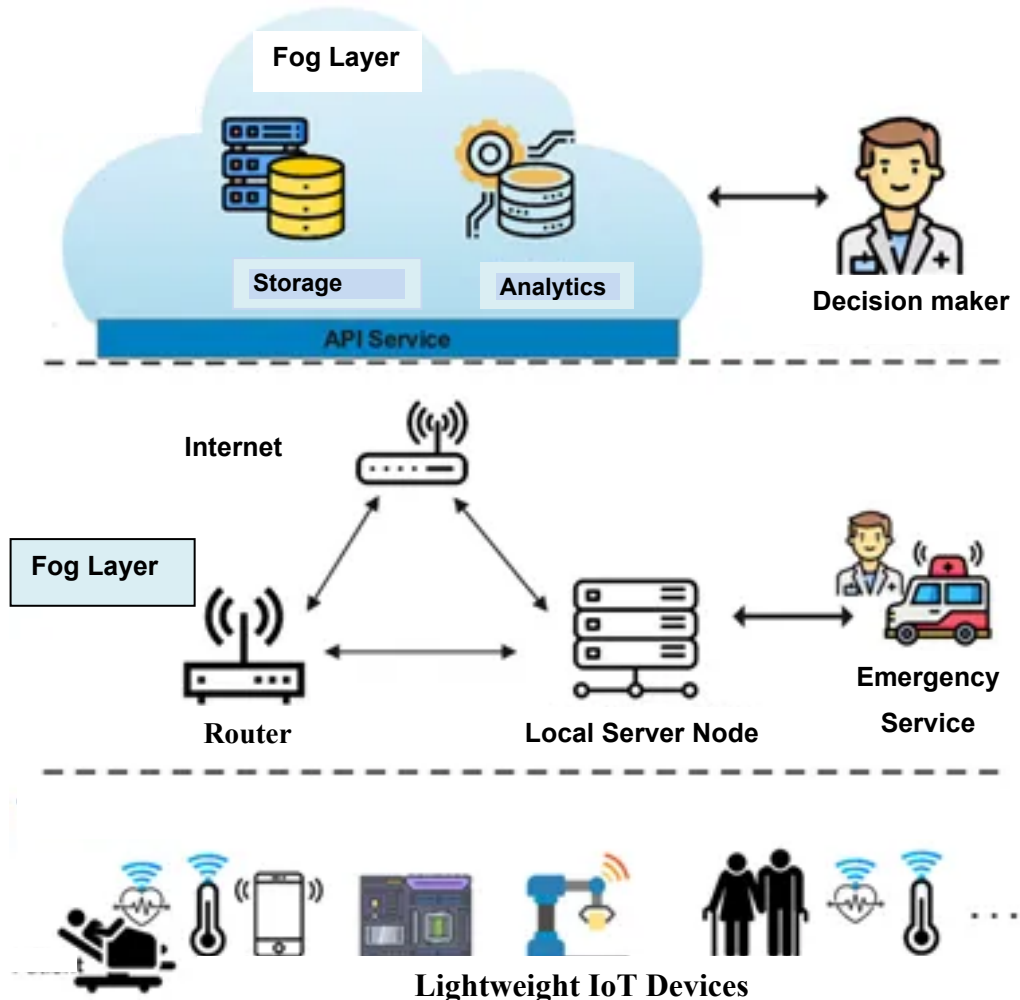 Fog Layer
Storage
Analytics
Decision maker
API Service
Internet
Fog Layer
Router
Local Server Node
Emergency
Service
Lightweight IoT Devices